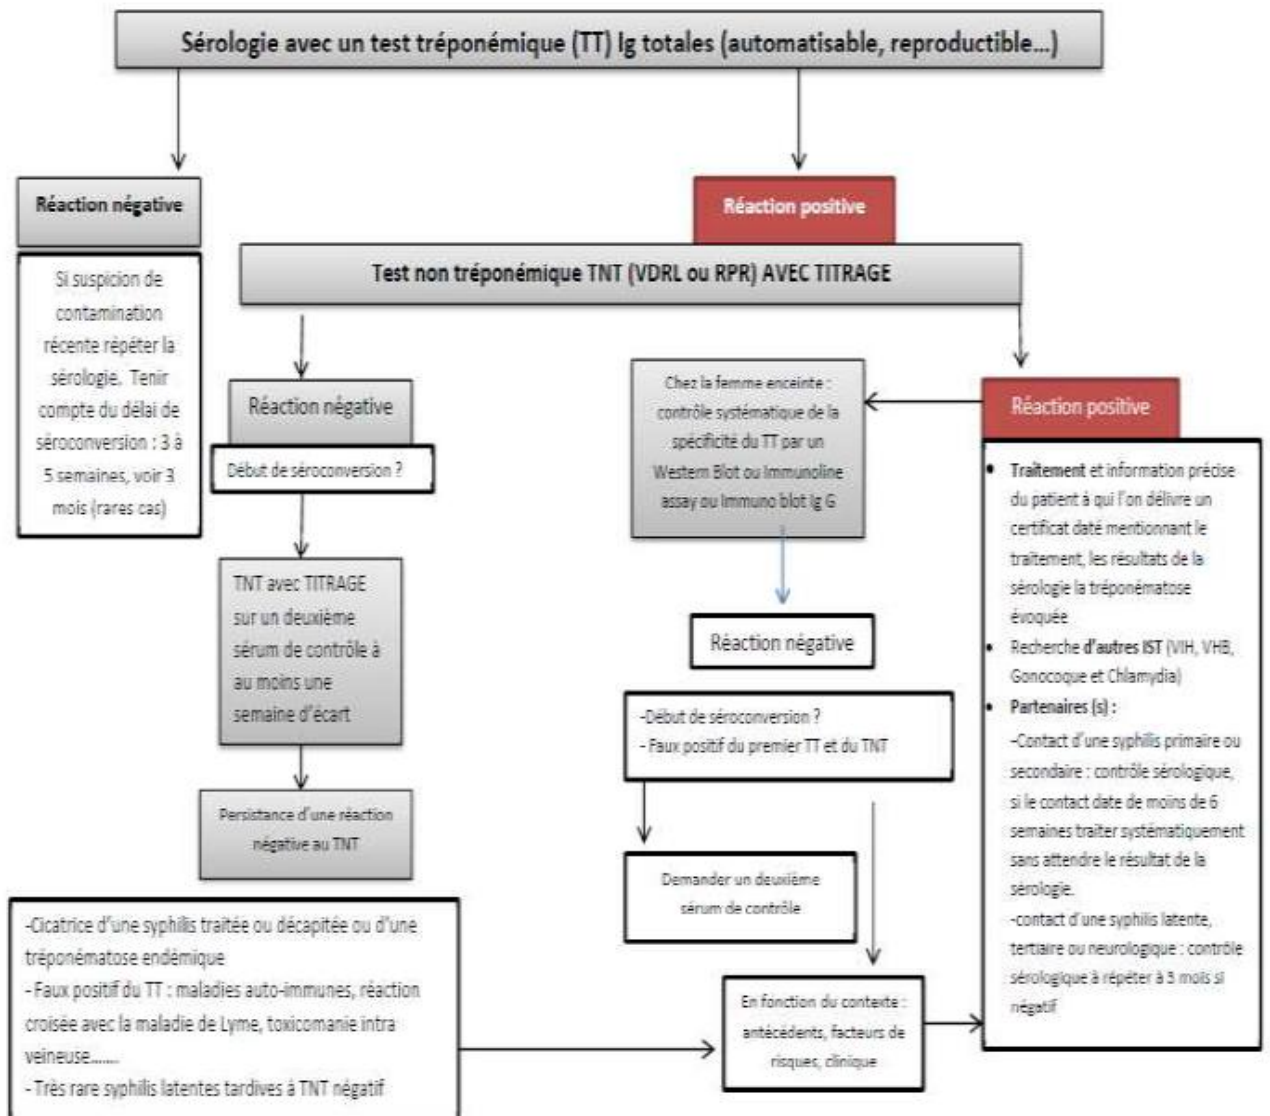 Sérologie avec un test tréponémique (TT) Ig totales (automatisable, reproductible...)
Réaction négative
Si suspicion de
contamination
récente répéter la
sérologie. Tenir
compte du délai de
séroconversion : 3 à
5 semaines, voir 3
mois (rares cas)
Réaction positive
Test non tréponémique TNT (VDRL ou RPR) AVEC TITRAGE
Réaction négative
Début de séroconversion ?
TNT avec TITRAGE
sur un deuxième
sérum de contrôle à
au moins une
semaine d'écart
Persistance d'une réaction
négative au TNT
-Cicatrice d'une syphilis traitée ou décapitée ou d'une
tréponématose endémique
- Faux positif du TT : maladies auto-immunes, réaction
croisée avec la maladie de Lyme, toxicomanie intra
veineuse.......
- Très rare syphilis latentes tardives à TNT négatif
Chez la femme enceinte :
contrôle systématique de la
spécificité du TT par un
Western Blot ou Immunoline
assay ou Immuno blot Ig G
Réaction négative
-Début de séroconversion ?
- Faux positif du premier TT et du TNT
Demander un deuxième
sérum de contrôle
En fonction du contexte :
antécédents, facteurs de
risques, clinique
Réaction positive
• Traitement et information précise
du patient à qui l'on délivre un
certificat daté mentionnant le
traitement, les résultats de la
sérologie la tréponématose
évoquée
• Recherche d'autres IST (VIH, VHB,
Gonocoque et Chlamydia)
• Partenaires (s) :
-Contact d'une syphilis primaire ou
secondaire : contrôle sérologique,
si le contact date de moins de 6
semaines traiter systématiquement
sans attendre le résultat de la
sérologie.
-contact d'une syphilis latente,
tertiaire ou neurologique : contrôle
sérologique à répéter à 3 mois si
négatif